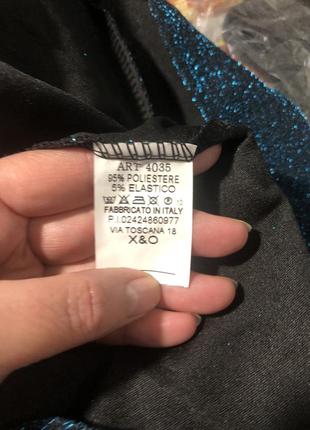 ART 4035
95% POLIESTERE
5% ELASTICO
FABBRICATO IN ITALY
P.I.02424860977
VIA TOSCANA 18
X&O